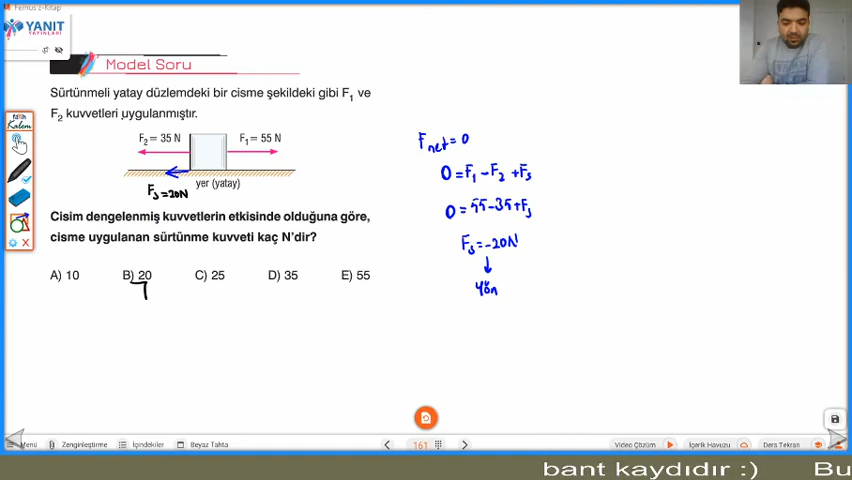 Fernus z-Kitap
YANIT
YAYINLARI
Model Soru
Sürtünmeli yatay düzlemdeki bir cisme şekildeki gibi F1 ve
F2 kuvvetleri uygulanmıştır.
fatih
Kalem
F2 = 35 N
F1 = 55 N
Fs=20N
yer (yatay)
Cisim dengelenmiş kuvvetlerin etkisinde olduğuna göre,
cisme uygulanan sürtünme kuvveti kaç N'dir?
A) 10 B) 20 C) 25 D) 35 E) 55
Fnet=0
0=F1-F2+Fs
0=55-35+Fs
Fs=-20N
Yön
Menü Zenginleştirme İçindekiler Beyaz Tahta 161 Video Çözüm İçerik Havuzu Ders Tekrarı
bant kaydıdır :) Bu